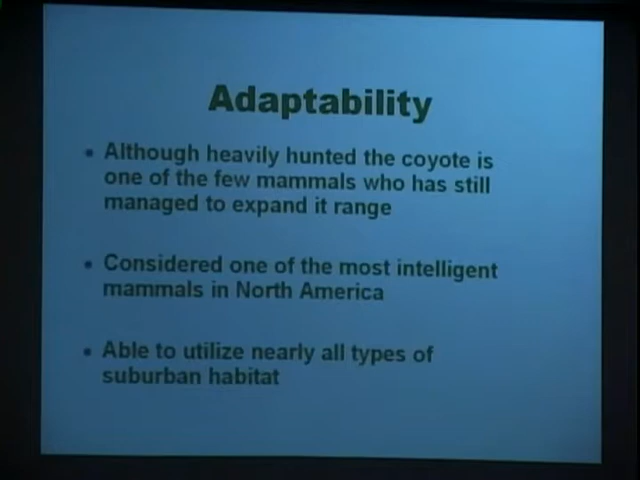 Adaptability
• Although heavily hunted the coyote is
one of the few mammals who has still
managed to expand it range
• Considered one of the most intelligent
mammals in North America
• Able to utilize nearly all types of
suburban habitat